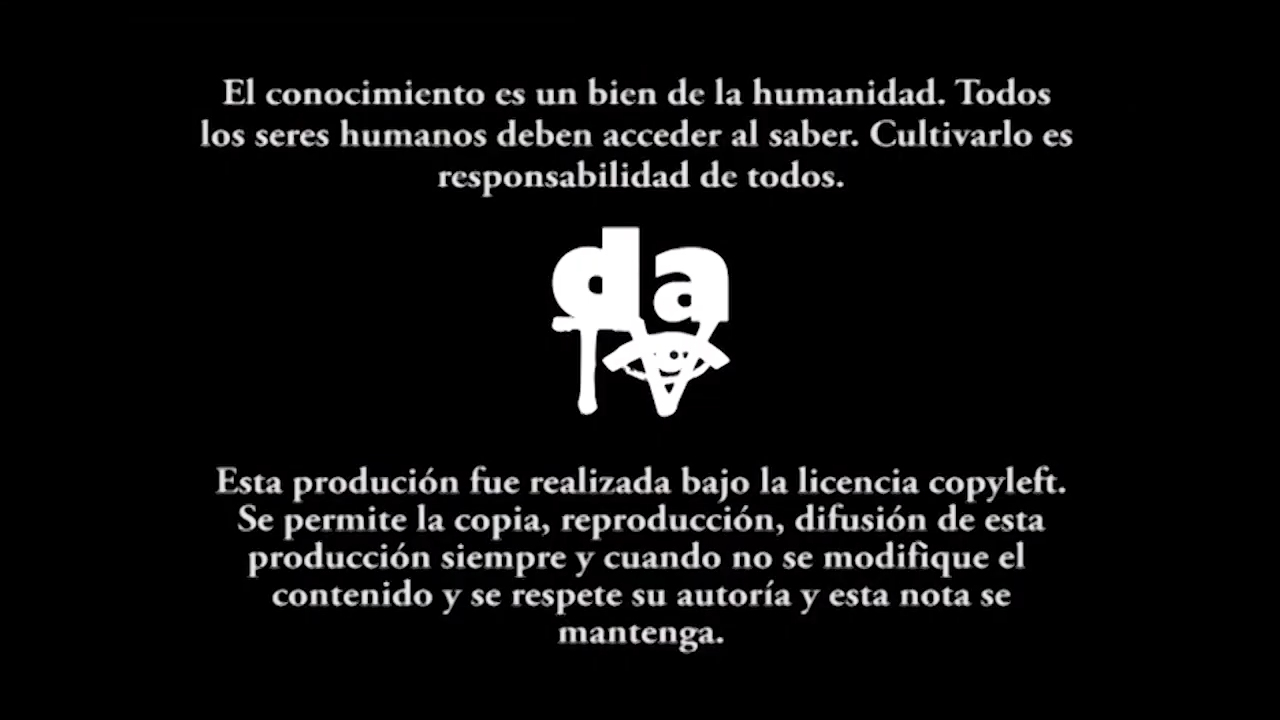 El conocimiento es un bien de la humanidad. Todos
los seres humanos deben acceder al saber. Cultivarlo es
responsabilidad de todos.
da
TV
Esta produción fue realizada bajo la licencia copyleft.
Se permite la copia, reproducción, difusión de esta
producción siempre y cuando no se modifique el
contenido y se respete su autoría y esta nota se
mantenga.